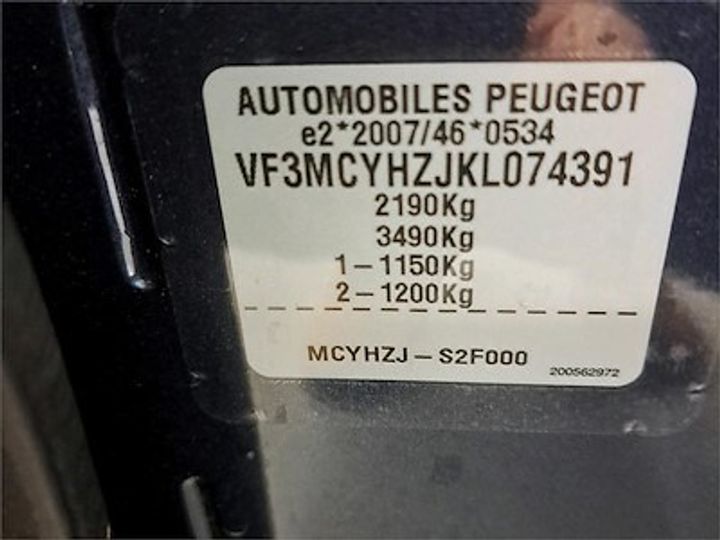 AUTOMOBILES PEUGEOT
e2*2007/46*0534
VF3MCYHZJKL074391
2190Kg
3490Kg
1-1150Kg
2-1200Kg
MCYHZJ-S2F000
200562972